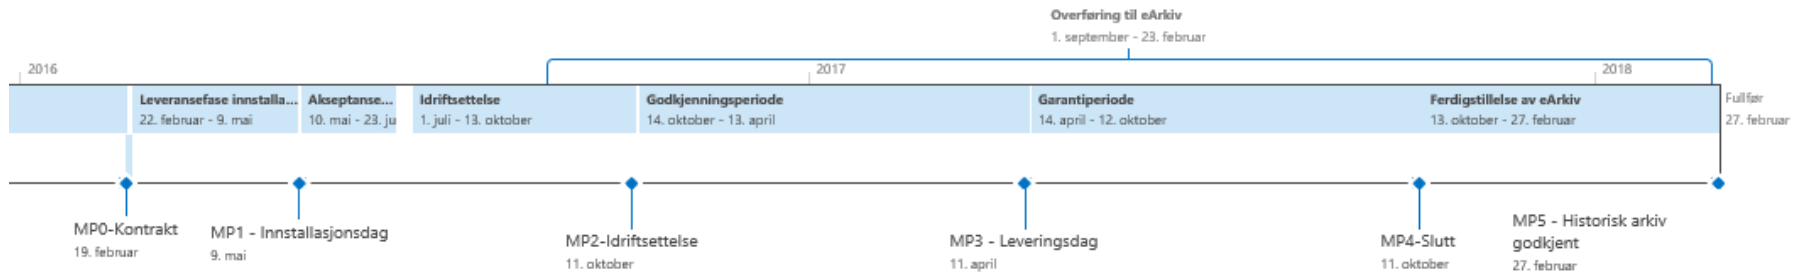 Overføring til eArkiv
1. september - 23. februar
2016
2017
2018
Leveransefase innstalla...
22. februar - 9. mai
Akseptanse...
10. mai - 23. ju
Idriftsettelse
1. juli - 13. oktober
Godkjenningsperiode
14. oktober - 13. april
Garantiperiode
14. april - 12. oktober
Ferdigstillelse av eArkiv
13. oktober - 27. februar
Fullfør
27. februar
MP0-Kontrakt
19. februar
MP1 - Innstallasjonsdag
9. mai
MP2-Idriftsettelse
11. oktober
MP3 - Leveringsdag
11. april
MP4-Slutt
11. oktober
MP5 - Historisk arkiv
godkjent
27. februar